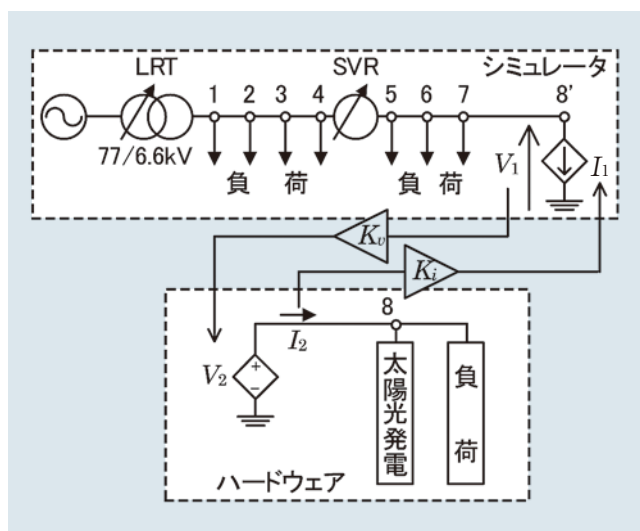 LRT SVR シミュレータ
1 2 3 4 5 6 7 8'
77/6.6kV
負 荷 負 荷
V₁ I₁
Kᵥ
Kᵢ
8
I₂
V₂
+
−
太陽光発電
負荷
ハードウェア